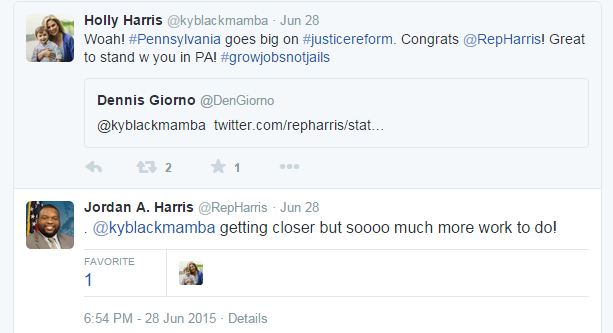 Holly Harris @kyblackmamba · Jun 28
Woah! #Pennsylvania goes big on #justicereform. Congrats @RepHarris! Great
to stand w you in PA! #growjobsnotjails
Dennis Giorno @DenGiorno
@kyblackmamba twitter.com/repharris/stat…
2 1
Jordan A. Harris @RepHarris · Jun 28
. @kyblackmamba getting closer but soooo much more work to do!
FAVORITE
1
6:54 PM - 28 Jun 2015 · Details